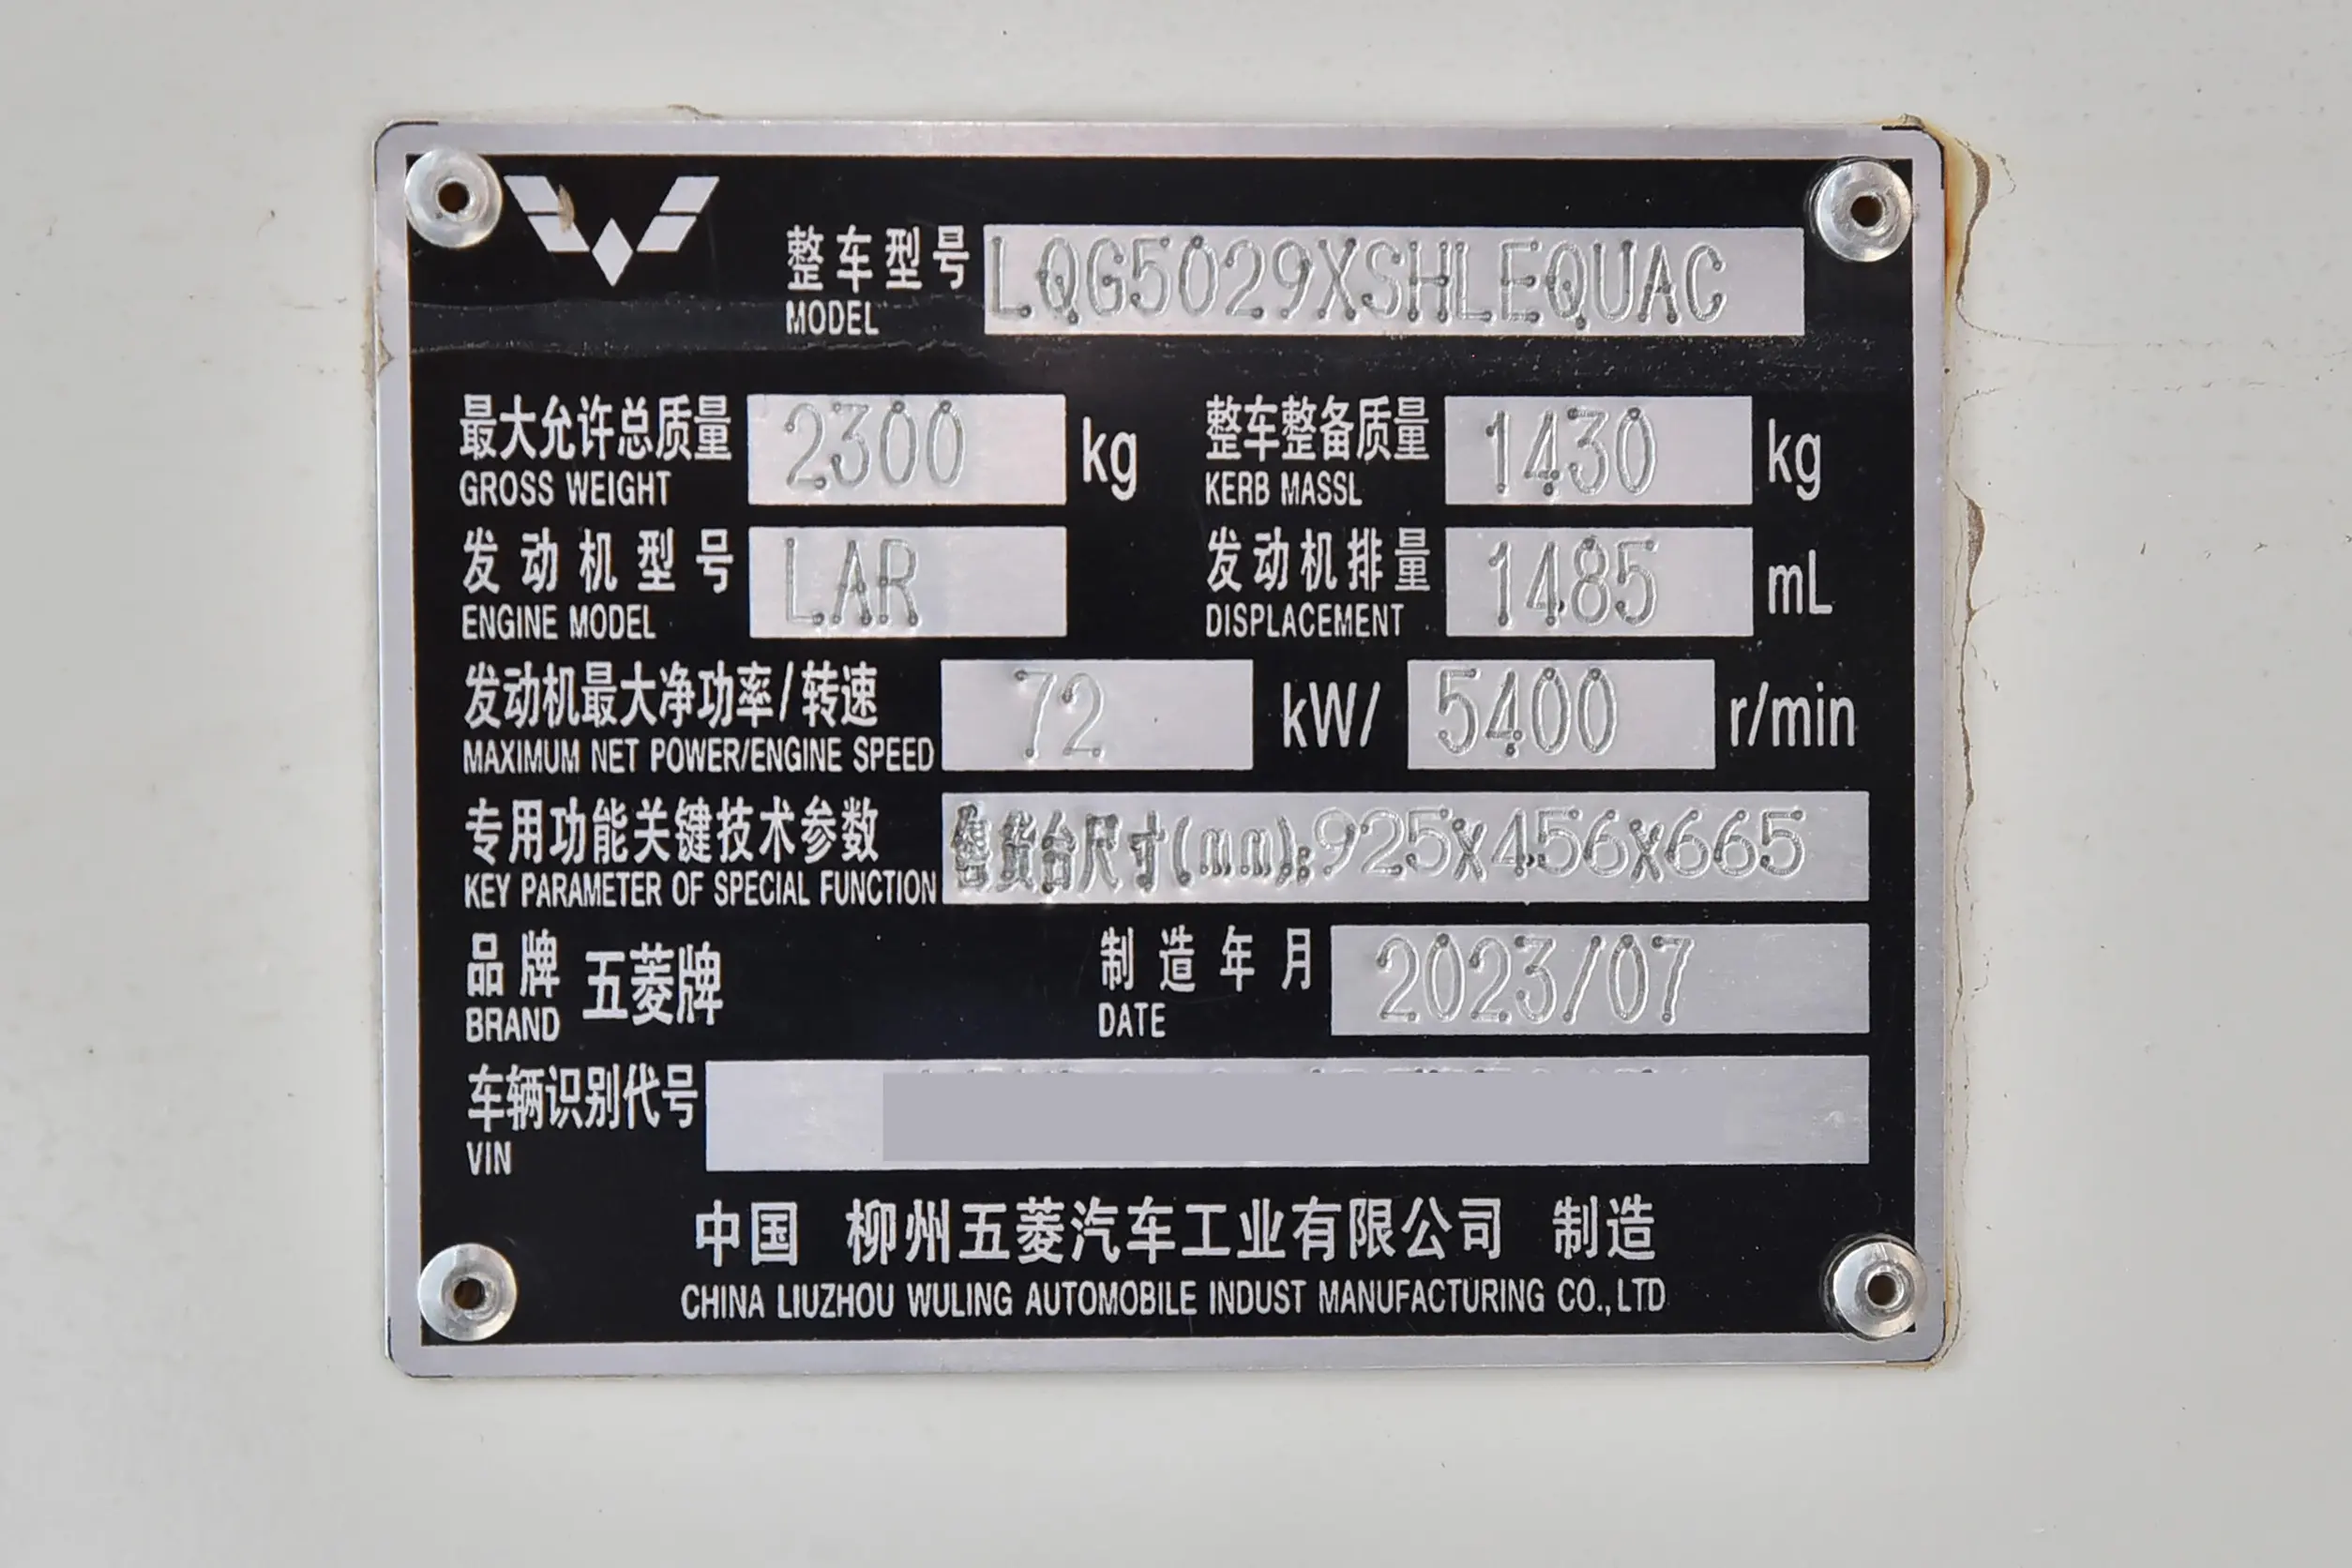 整车型号 LQG5029XSHLEQUAC
MODEL
最大允许总质量 2300 kg 整车整备质量 1430 kg
GROSS WEIGHT KERB MASSL
发动机型号 LAR 发动机排量 1485 mL
ENGINE MODEL DISPLACEMENT
发动机最大净功率/转速 72 kW/ 5400 r/min
MAXIMUM NET POWER/ENGINE SPEED
专用功能关键技术参数 售货台尺寸(mm):925X456X665
KEY PARAMETER OF SPECIAL FUNCTION
品牌 五菱牌 制造年月 2023/07
BRAND DATE
车辆识别代号
VIN
中国 柳州五菱汽车工业有限公司 制造
CHINA LIUZHOU WULING AUTOMOBILE INDUST MANUFACTURING CO.,LTD